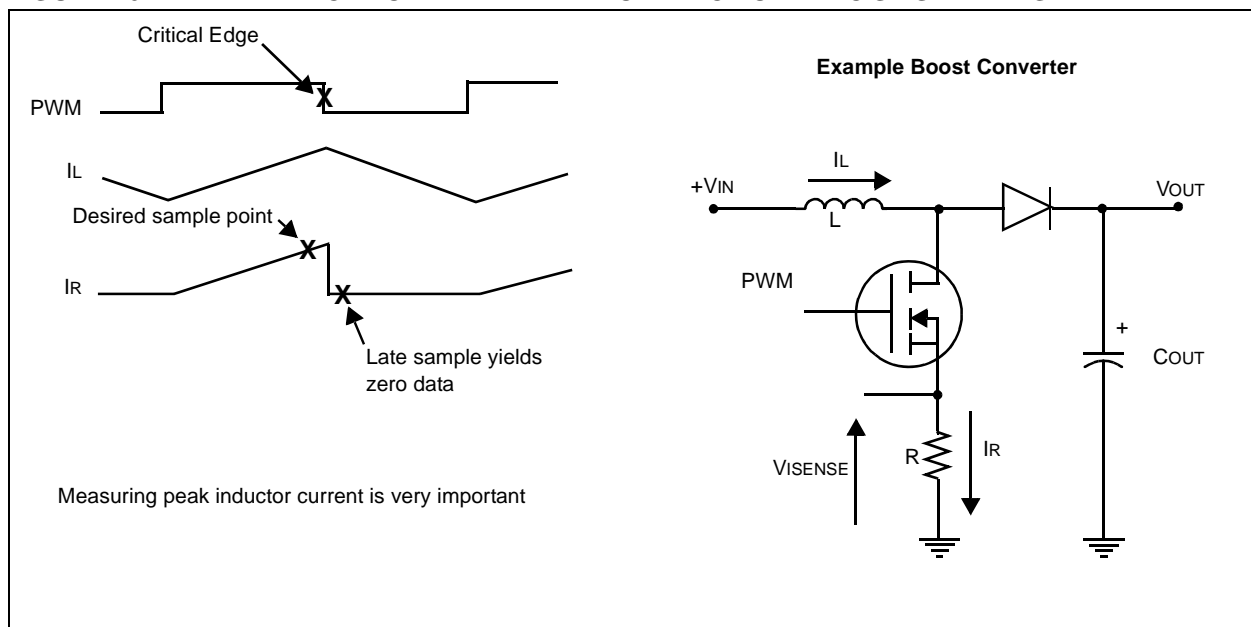 Critical Edge
PWM
IL
Desired sample point
IR
Late sample yields
zero data
Measuring peak inductor current is very important
Example Boost Converter
IL
+VIN
L
VOUT
PWM
+
COUT
VISENSE
R
IR
X
X
X